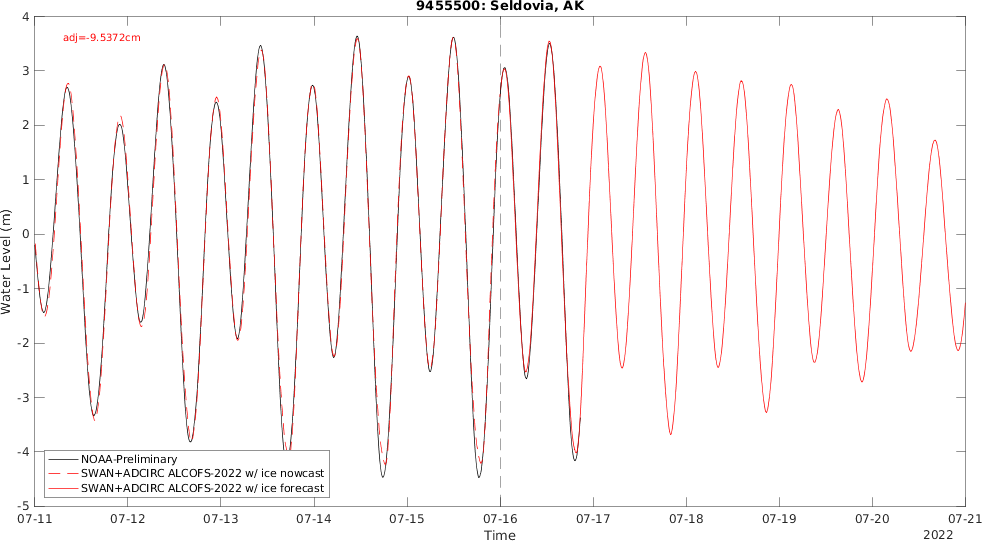 9455500: Seldovia, AK
adj=-9.5372cm
4
3
2
1
0
-1
-2
-3
-4
-5
Water Level (m)
NOAA-Preliminary
SWAN+ADCIRC ALCOFS-2022 w/ ice nowcast
SWAN+ADCIRC ALCOFS-2022 w/ ice forecast
07-11 07-12 07-13 07-14 07-15 07-16 07-17 07-18 07-19 07-20 07-21
Time
2022